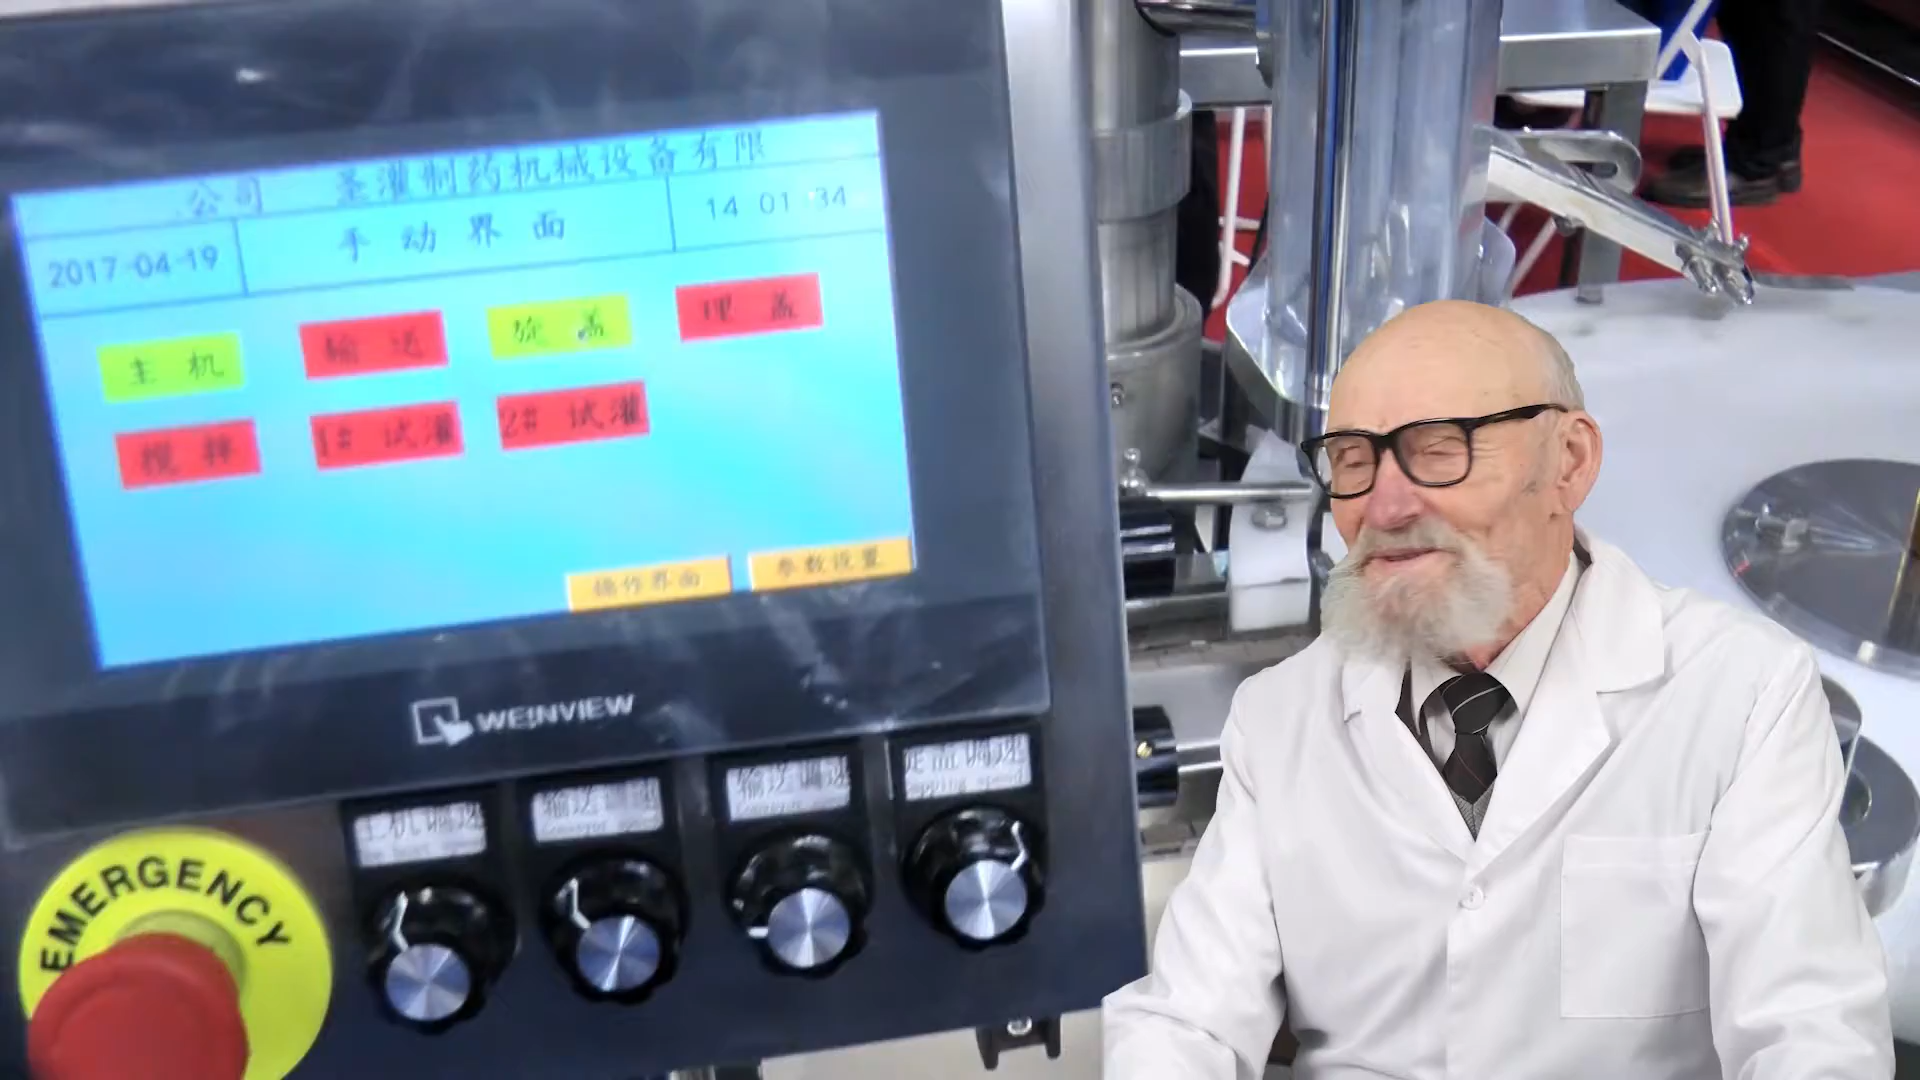 公司 圣灌制药机械设备有限
2017-04-19 手动界面 14 01 34
主机 输送 旋盖 理盖
搅拌 1# 试灌 2# 试灌
操作界面 参数设置
WEINVIEW
主机调速 输送调速 输送调速 旋盖调速
EMERGENCY